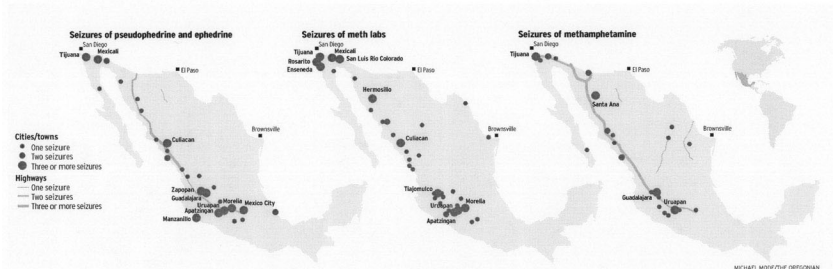 Seizures of pseudophedrine and ephedrine
San Diego
Tijuana
Mexicali
El Paso
Brownsville
Culiacan
Zapopan
Guadalajara
Uruapan
Morelia
Mexico City
Apatzingan
Manzanillo
Cities/towns
One seizure
Two seizures
Three or more seizures
Highways
One seizure
Two seizures
Three or more seizures
Seizures of meth labs
San Diego
Tijuana
Mexicali
Rosarito
San Luis Rio Colorado
Enseneda
El Paso
Hermosillo
Brownsville
Culiacan
Tlajomulco
Uruapan
Morelia
Apatzingan
Seizures of methamphetamine
San Diego
Tijuana
El Paso
Santa Ana
Brownsville
Guadalajara
Uruapan
MICHAEL MODE/THE OREGONIAN